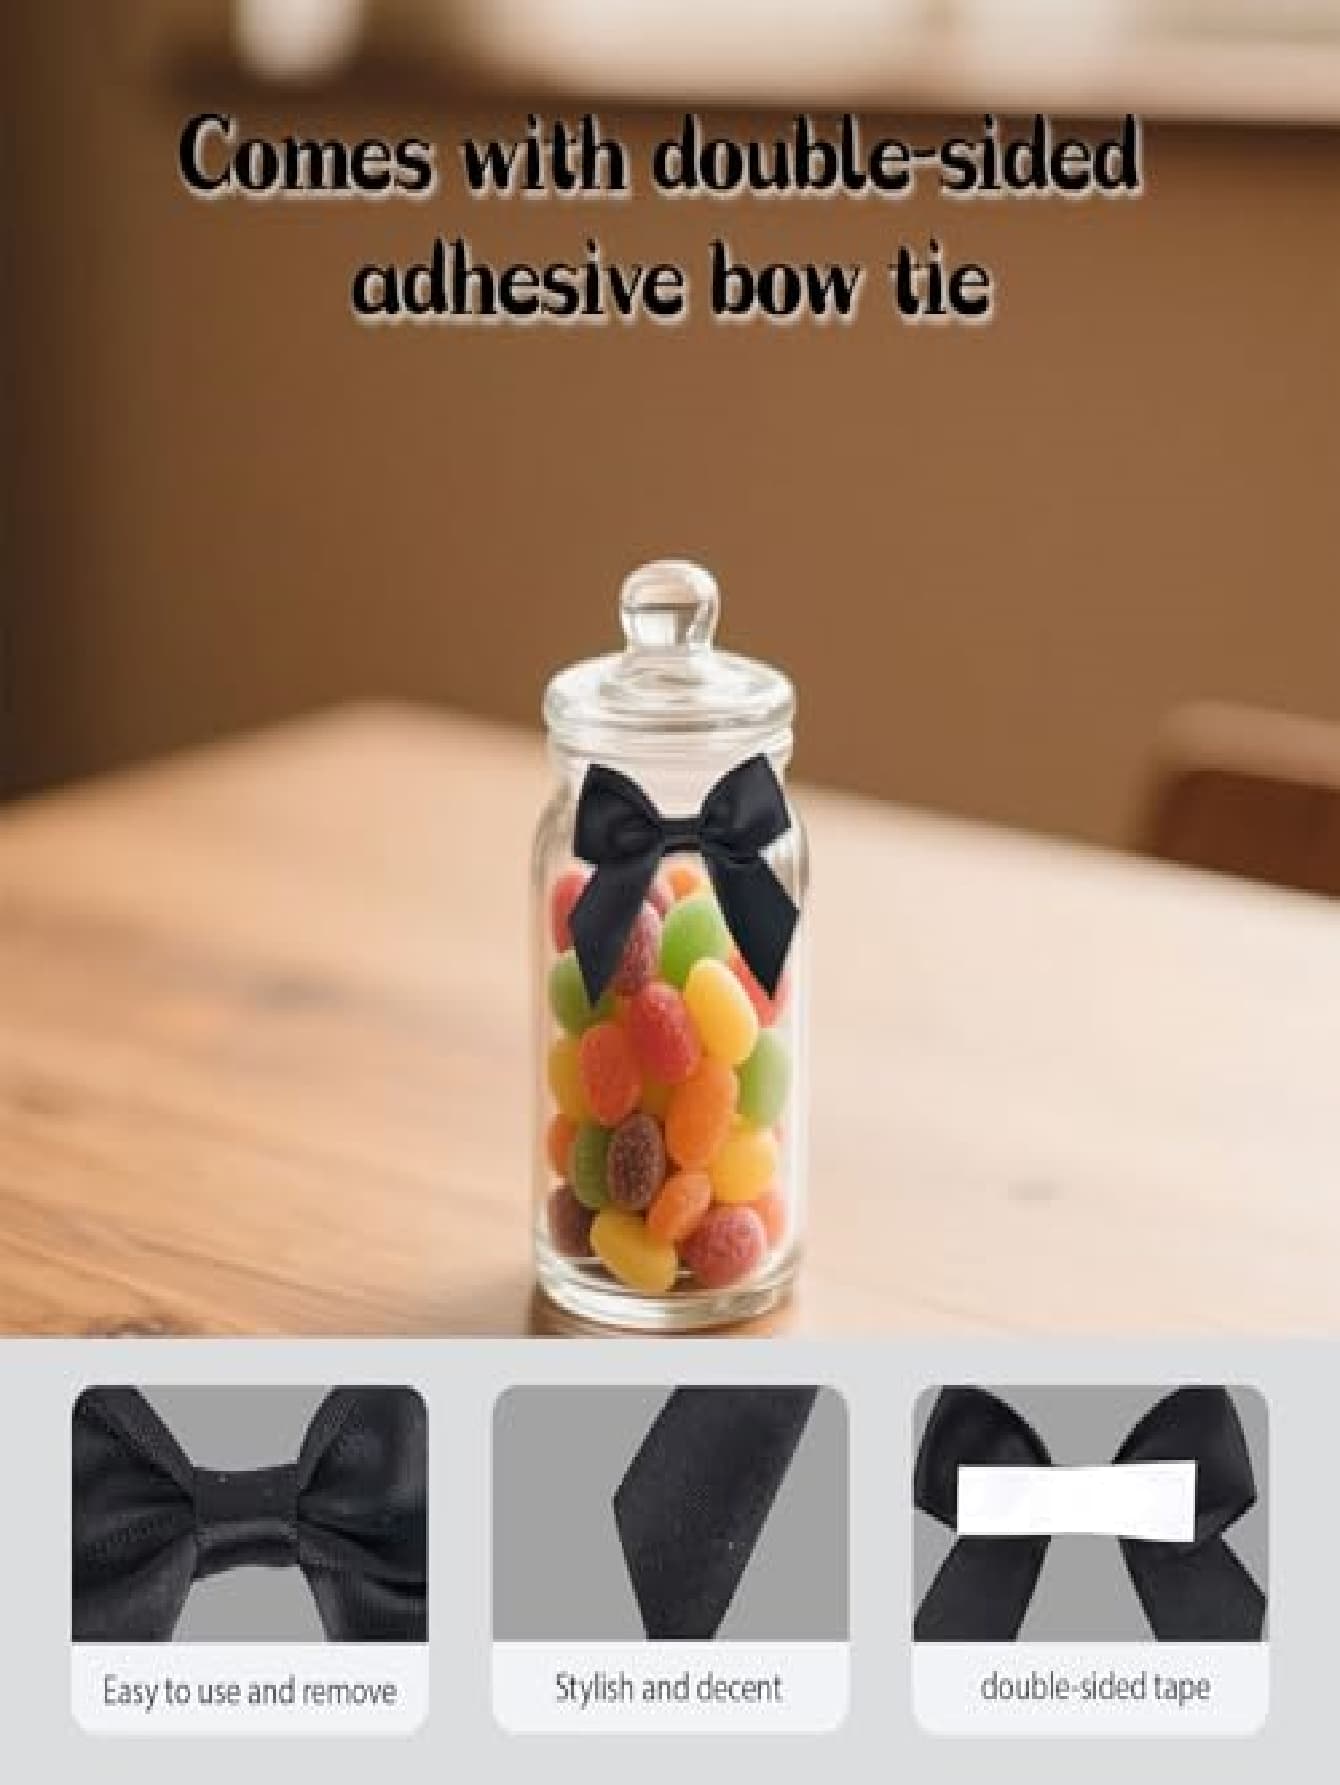 Comes with double-sided
adhesive bow tie
Easy to use and remove
Stylish and decent
double-sided tape